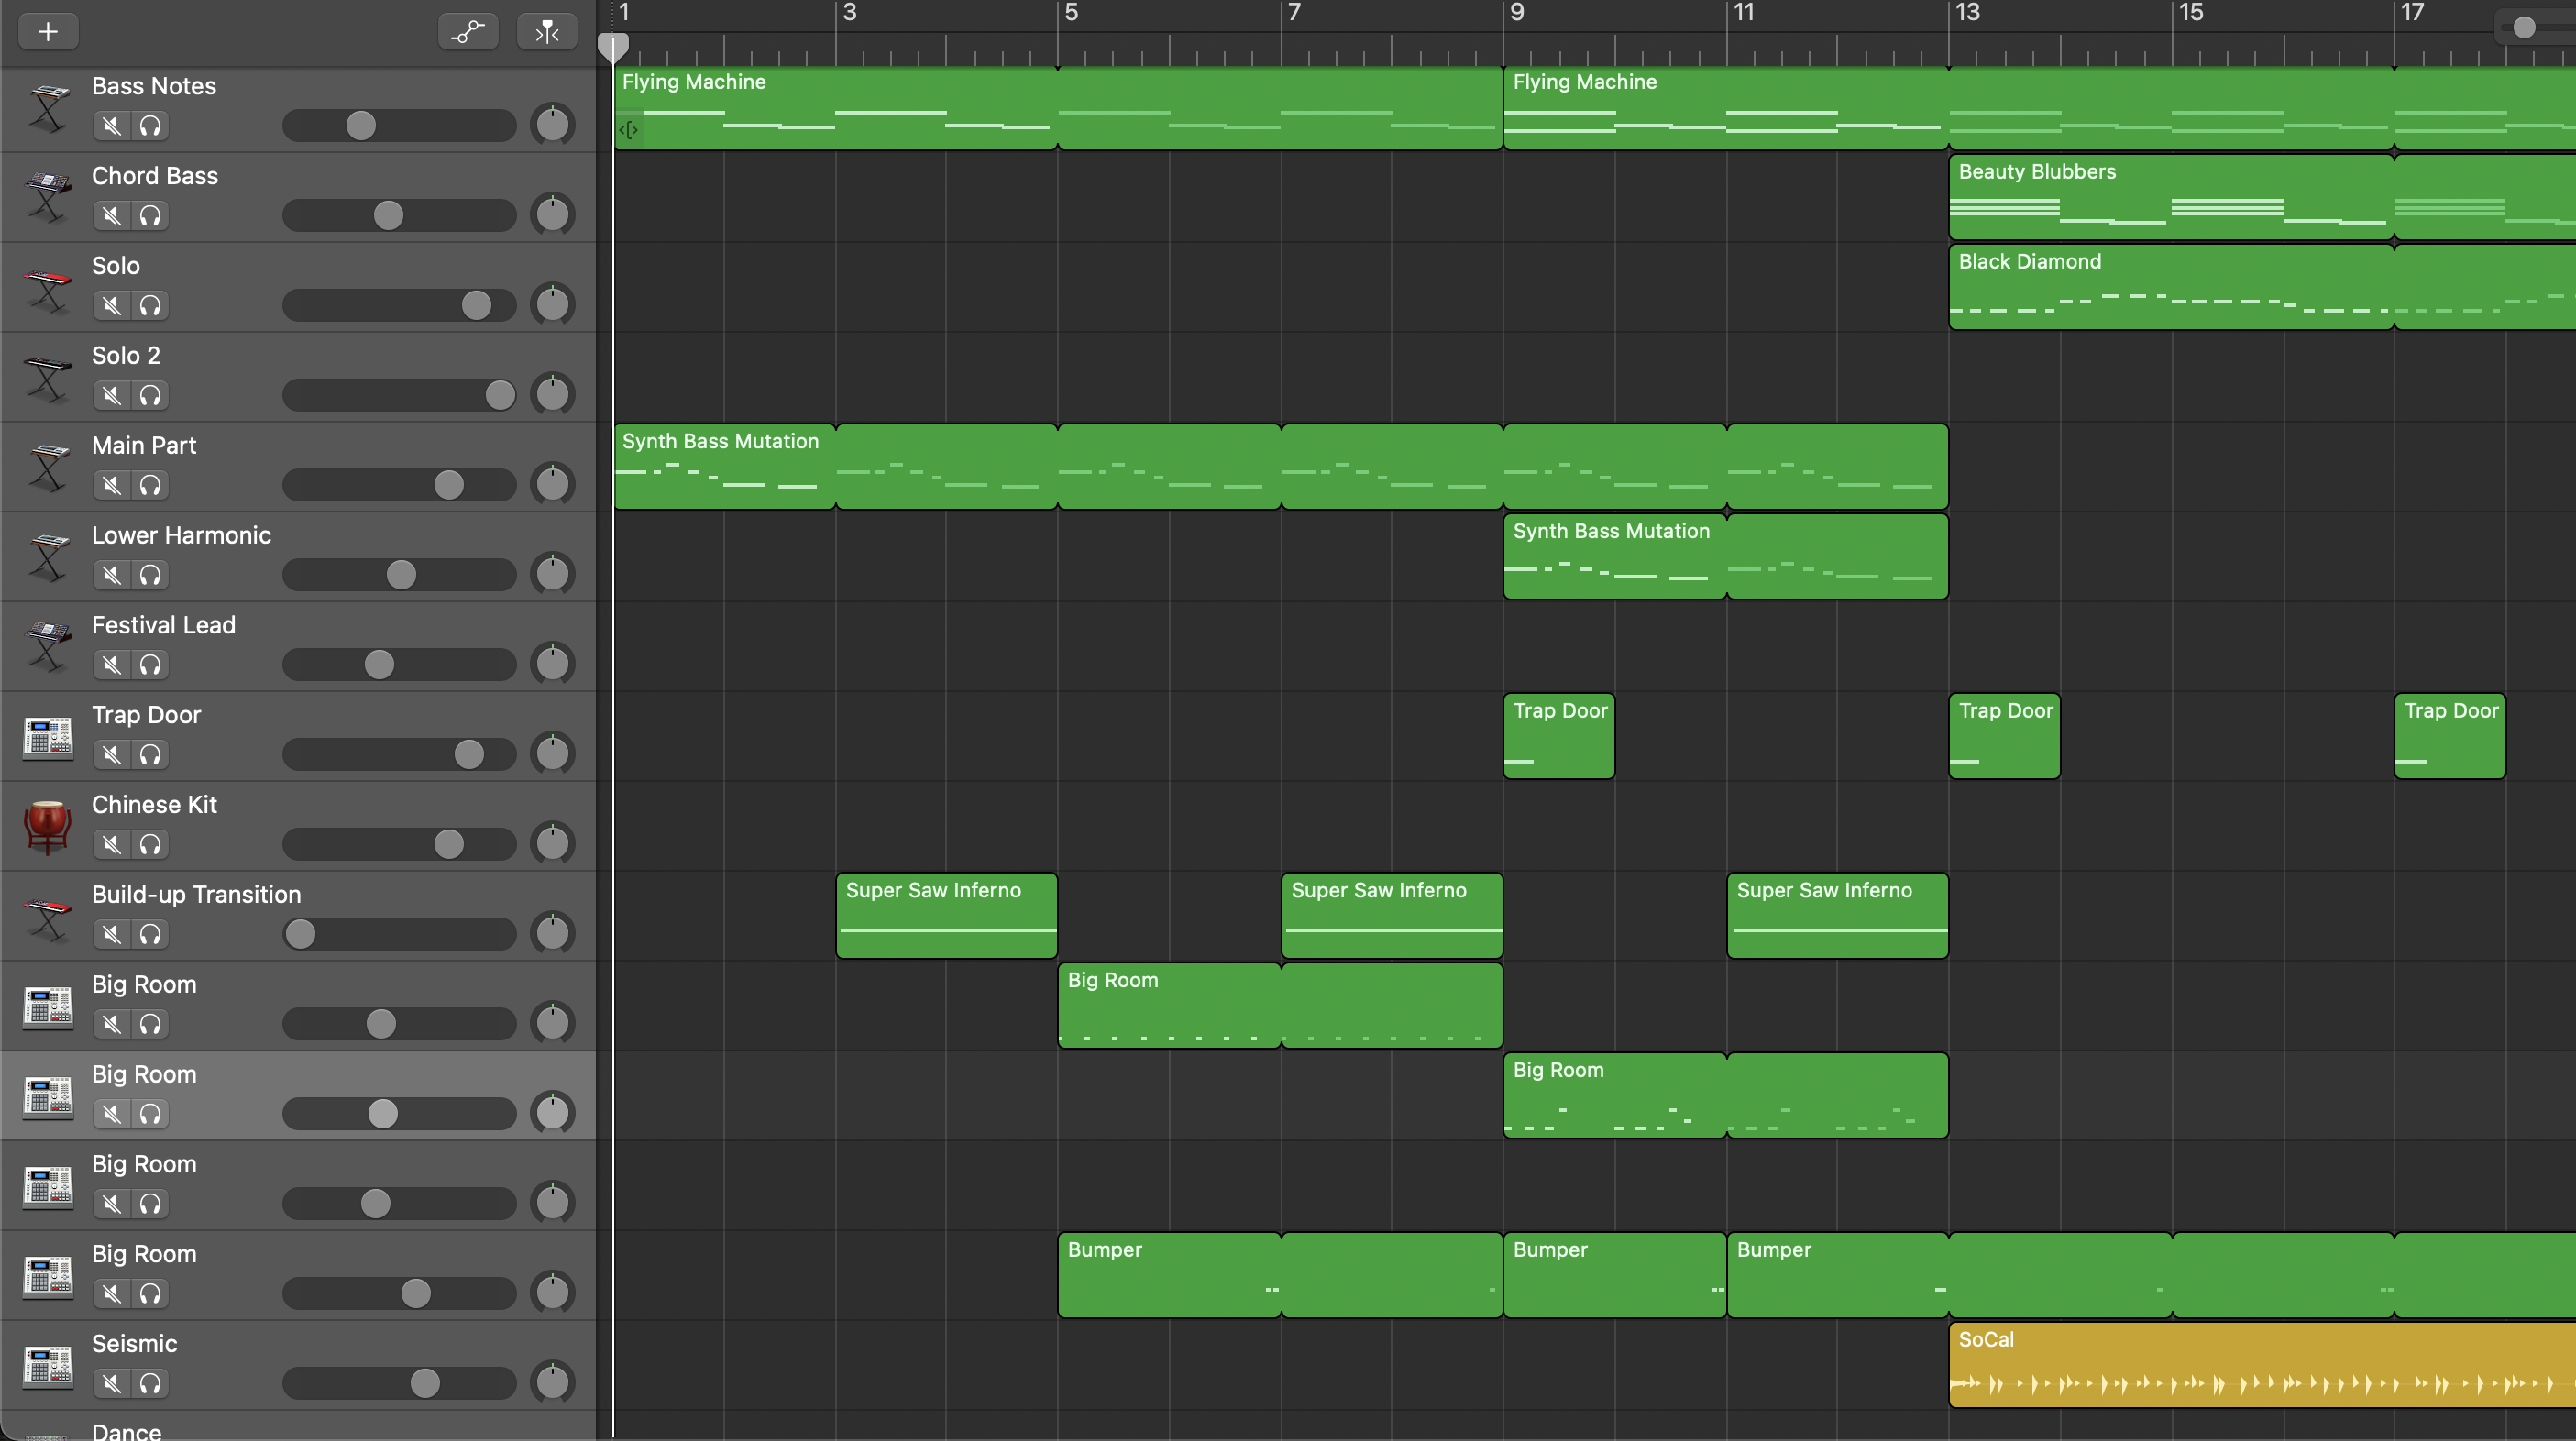 1 3 5 7 9 11 13 15 17
Bass Notes
Flying Machine Flying Machine
Chord Bass
Beauty Blubbers
Solo
Black Diamond
Solo 2
Main Part
Synth Bass Mutation
Lower Harmonic
Synth Bass Mutation
Festival Lead
Trap Door
Trap Door Trap Door Trap Door
Chinese Kit
Build-up Transition
Super Saw Inferno Super Saw Inferno Super Saw Inferno
Big Room
Big Room
Big Room
Big Room
Big Room
Big Room
Bumper Bumper Bumper
Seismic
SoCal
Dance